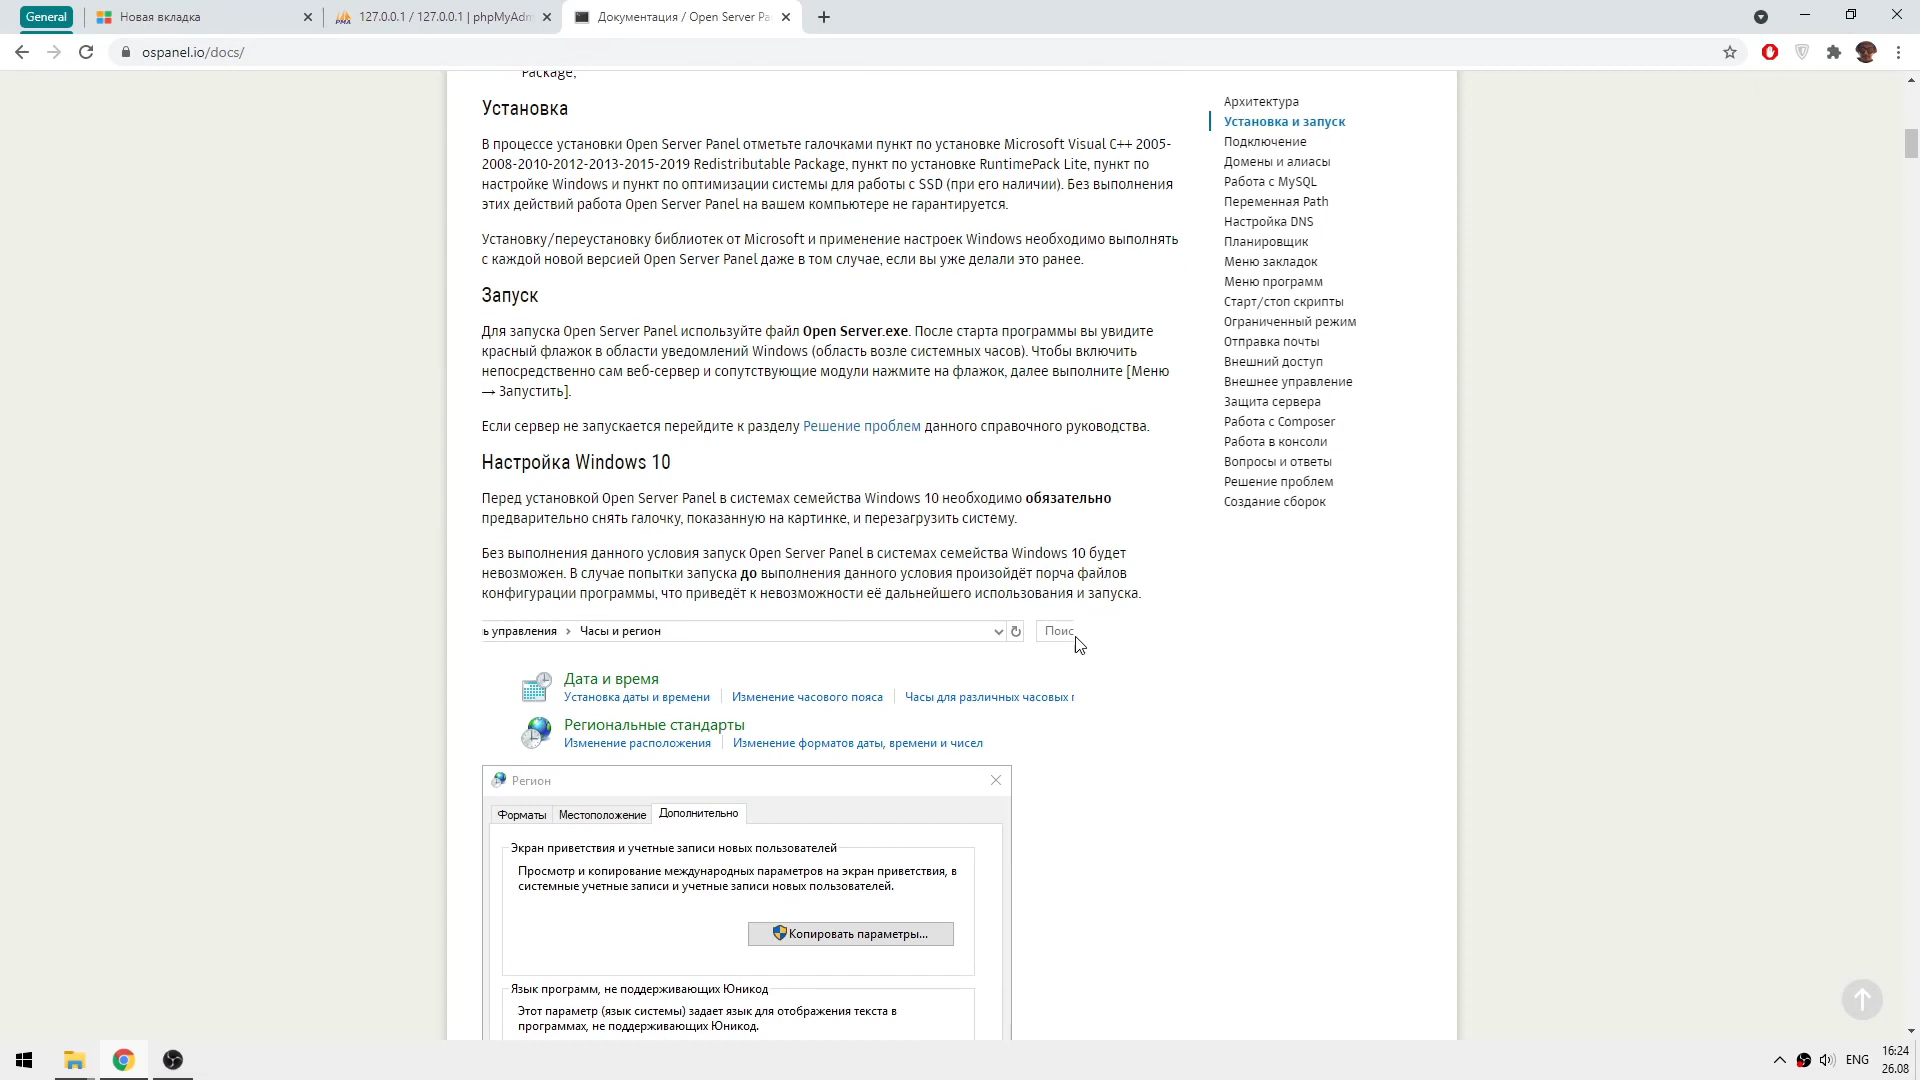 General
Новая вкладка
127.0.0.1 / 127.0.0.1 | phpMyAdm
Документация / Open Server Pa
ospanel.io/docs/
Package,
Установка
В процессе установки Open Server Panel отметьте галочками пункт по установке Microsoft Visual C++ 2005-
2008-2010-2012-2013-2015-2019 Redistributable Package, пункт по установке RuntimePack Lite, пункт по
настройке Windows и пункт по оптимизации системы для работы с SSD (при его наличии). Без выполнения
этих действий работа Open Server Panel на вашем компьютере не гарантируется.
Установку/переустановку библиотек от Microsoft и применение настроек Windows необходимо выполнять
с каждой новой версией Open Server Panel даже в том случае, если вы уже делали это ранее.
Запуск
Для запуска Open Server Panel используйте файл Open Server.exe. После старта программы вы увидите
красный флажок в области уведомлений Windows (область возле системных часов). Чтобы включить
непосредственно сам веб-сервер и сопутствующие модули нажмите на флажок, далее выполните [Меню
→ Запустить].
Если сервер не запускается перейдите к разделу Решение проблем данного справочного руководства.
Настройка Windows 10
Перед установкой Open Server Panel в системах семейства Windows 10 необходимо обязательно
предварительно снять галочку, показанную на картинке, и перезагрузить систему.
Без выполнения данного условия запуск Open Server Panel в системах семейства Windows 10 будет
невозможен. В случае попытки запуска до выполнения данного условия произойдёт порча файлов
конфигурации программы, что приведёт к невозможности её дальнейшего использования и запуска.
ь управления › Часы и регион
Поис
Дата и время
Установка даты и времени
Изменение часового пояса
Часы для различных часовых п
Региональные стандарты
Изменение расположения
Изменение форматов даты, времени и чисел
Регион
Форматы
Местоположение
Дополнительно
Экран приветствия и учетные записи новых пользователей
Просмотр и копирование международных параметров на экран приветствия, в
системные учетные записи и учетные записи новых пользователей.
Копировать параметры...
Язык программ, не поддерживающих Юникод
Этот параметр (язык системы) задает язык для отображения текста в
программах, не поддерживающих Юникод.
Архитектура
Установка и запуск
Подключение
Домены и алиасы
Работа с MySQL
Переменная Path
Настройка DNS
Планировщик
Меню закладок
Меню программ
Старт/стоп скрипты
Ограниченный режим
Отправка почты
Внешний доступ
Внешнее управление
Защита сервера
Работа с Composer
Работа в консоли
Вопросы и ответы
Решение проблем
Создание сборок
ENG
16:24
26.08